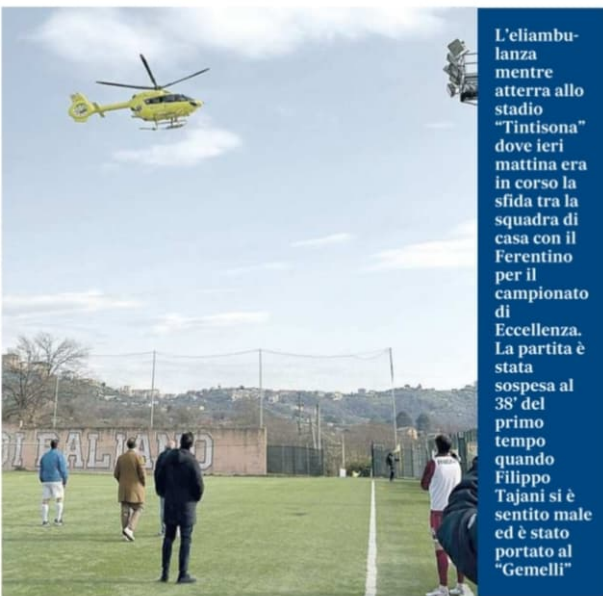 L'eliambu-
lanza
mentre
atterra allo
stadio
“Tintisona”
dove ieri
mattina era
in corso la
sfida tra la
squadra di
casa con il
Ferentino
per il
campionato
di
Eccellenza.
La partita è
stata
sospesa al
38' del
primo
tempo
quando
Filippo
Tajani si è
sentito male
ed è stato
portato al
“Gemelli”
DI PALIANO